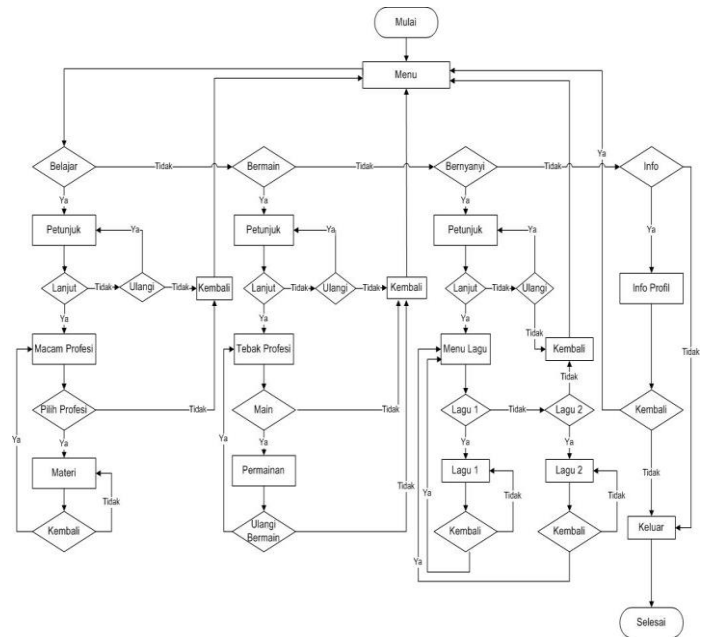 Mulai
Menu
Ya
Belajar
Tidak
Bermain
Tidak
Bernyanyi
Tidak
Info
Ya
Ya
Ya
Ya
Petunjuk
Ya
Petunjuk
Ya
Petunjuk
Ya
Lanjut
Tidak
Ulangi
Tidak
Kembali
Lanjut
Tidak
Ulangi
Tidak
Kembali
Lanjut
Tidak
Ulangi
Info Profil
Ya
Ya
Ya
Tidak
Macam Profesi
Tebak Profesi
Menu Lagu
Kembali
Tidak
Tidak
Pilih Profesi
Tidak
Main
Tidak
Lagu 1
Tidak
Lagu 2
Kembali
Ya
Ya
Ya
Ya
Ya
Ya
Materi
Permainan
Lagu 1
Lagu 2
Tidak
Ya
Tidak
Tidak
Tidak
Tidak
Kembali
Ulangi
Bermain
Kembali
Kembali
Keluar
Ya
Ya
Selesai